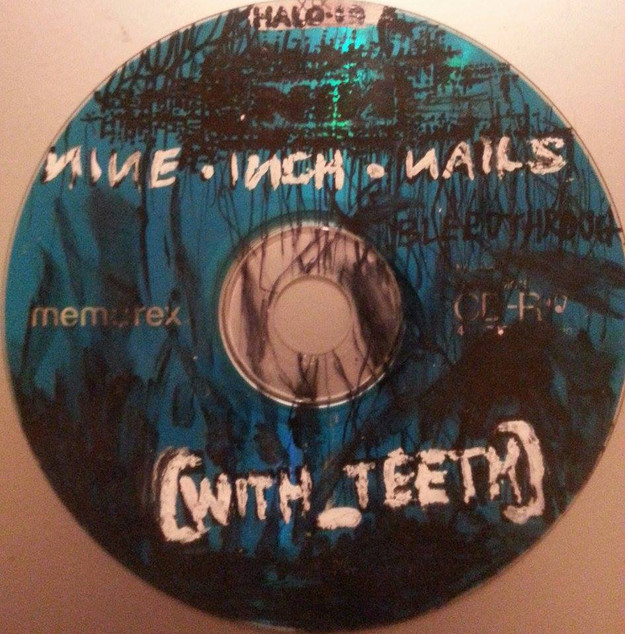 HALO-19
NINE • INCH • NAILS
BLEEDTHROUGH
memorex
CD-R
[WITH_TEETH]